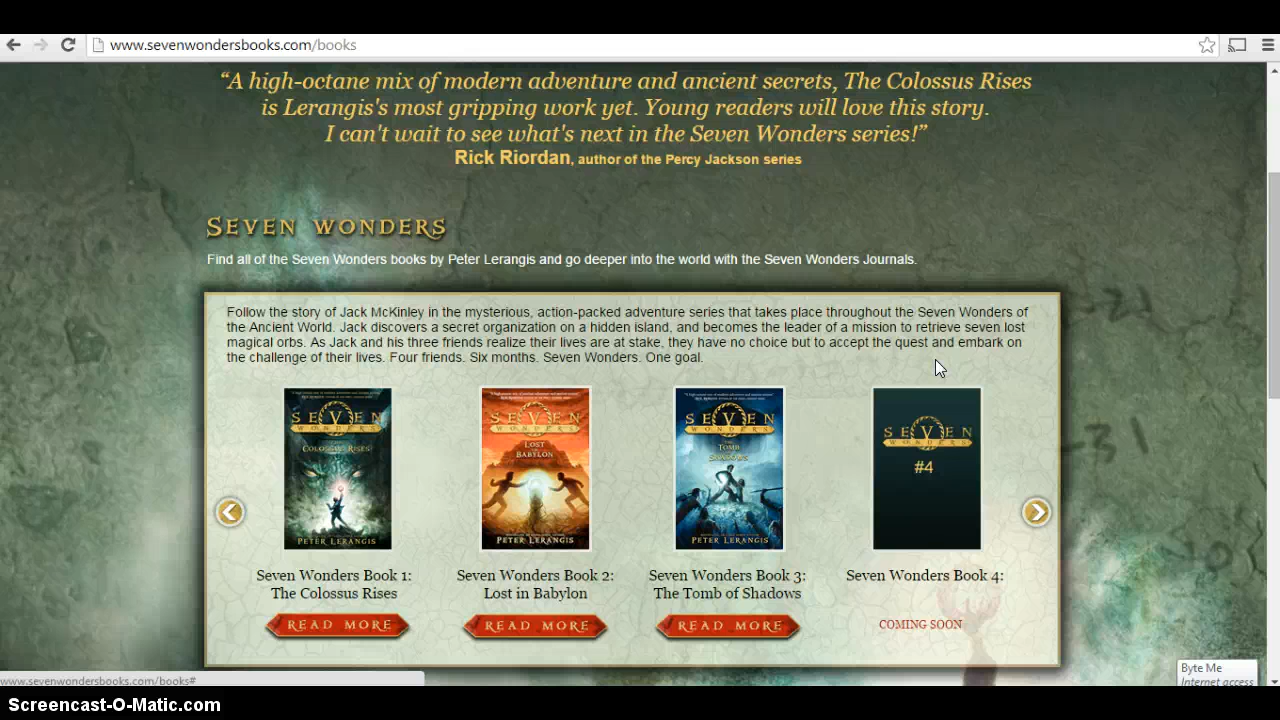 www.sevenwondersbooks.com/books
“A high-octane mix of modern adventure and ancient secrets, The Colossus Rises
is Lerangis's most gripping work yet. Young readers will love this story.
I can't wait to see what's next in the Seven Wonders series!”
Rick Riordan, author of the Percy Jackson series
SEVEN WONDERS
Find all of the Seven Wonders books by Peter Lerangis and go deeper into the world with the Seven Wonders Journals.
Follow the story of Jack McKinley in the mysterious, action-packed adventure series that takes place throughout the Seven Wonders of
the Ancient World. Jack discovers a secret organization on a hidden island, and becomes the leader of a mission to retrieve seven lost
magical orbs. As Jack and his three friends realize their lives are at stake, they have no choice but to accept the quest and embark on
the challenge of their lives. Four friends. Six months. Seven Wonders. One goal.
SEVEN
WONDERS
COLOSSUS RISES
PETER LERANGIS
SEVEN
WONDERS
LOST
IN
BABYLON
PETER LERANGIS
SEVEN
WONDERS
THE
TOMB
OF
SHADOWS
PETER LERANGIS
SEVEN
WONDERS
#4
Seven Wonders Book 1:
The Colossus Rises
READ MORE
Seven Wonders Book 2:
Lost in Babylon
READ MORE
Seven Wonders Book 3:
The Tomb of Shadows
READ MORE
Seven Wonders Book 4:
COMING SOON
www.sevenwondersbooks.com/books#
Byte Me
Internet access
Screencast-O-Matic.com